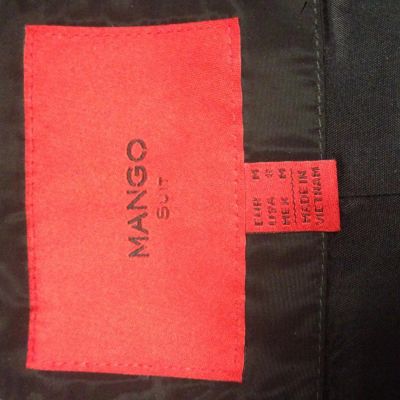 MANGO
SUIT
EUR M
USA
MEX M
MADE IN
VIETNAM